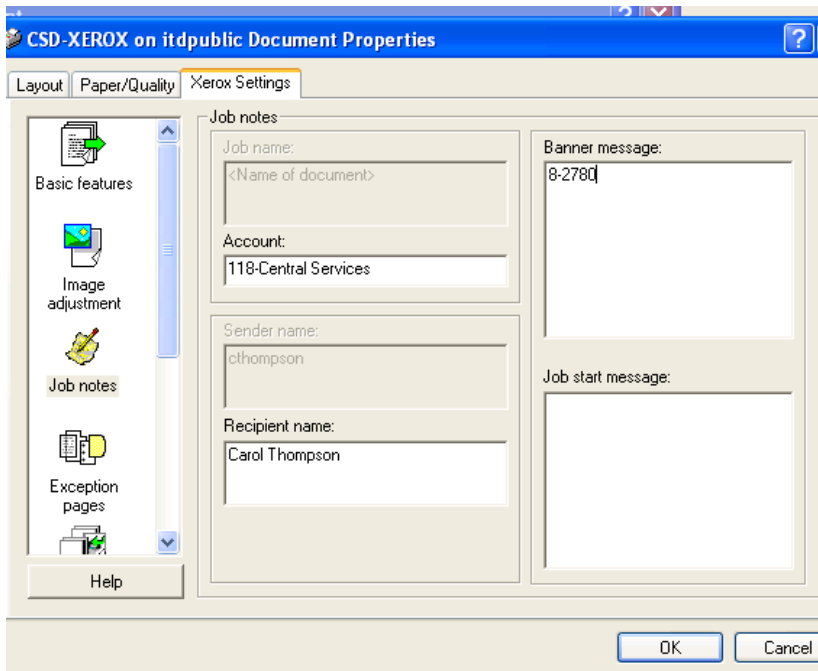 CSD-XEROX on itdpublic Document Properties
?
Layout
Paper/Quality
Xerox Settings
Basic features
Image
adjustment
Job notes
Exception
pages
Help
Job notes
Job name:
<Name of document>
Account:
118-Central Services
Sender name:
cthompson
Recipient name:
Carol Thompson
Banner message:
8-2780
Job start message:
OK
Cancel